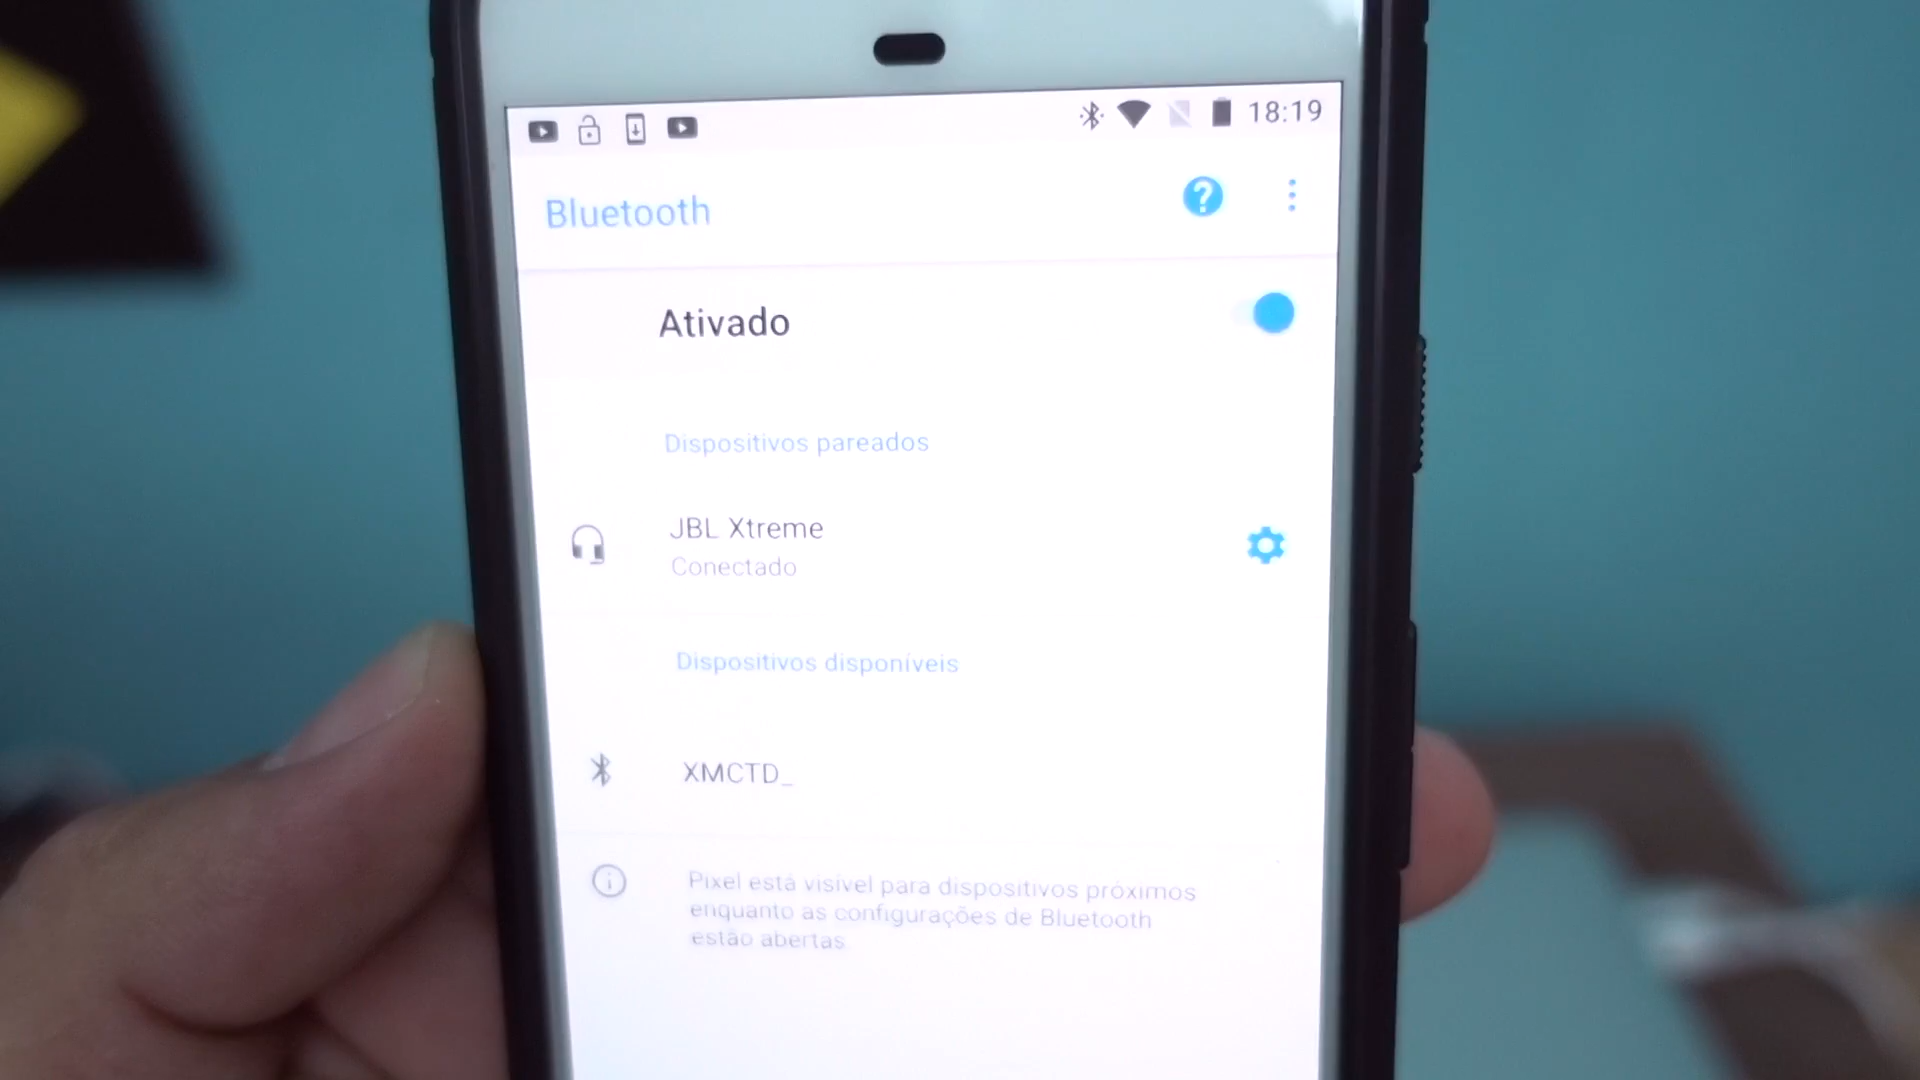 18:19
Bluetooth
Ativado
Dispositivos pareados
JBL Xtreme
Conectado
Dispositivos disponíveis
XMCTD_
Pixel está visível para dispositivos próximos
enquanto as configurações de Bluetooth
estão abertas.